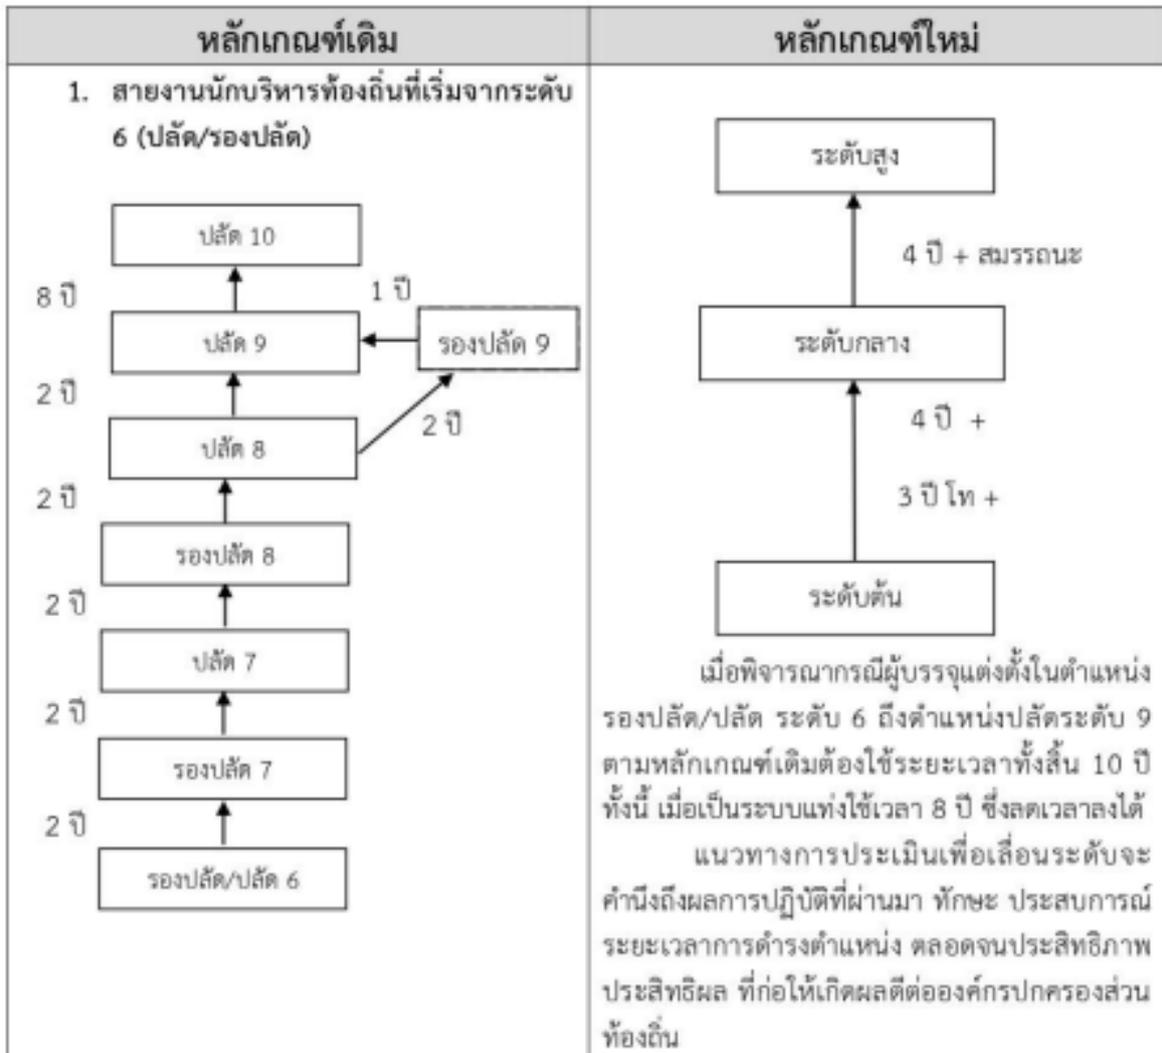 หลักเกณฑ์เดิม
1. สายงานนักบริหารท้องถิ่นที่เริ่มจากระดับ
6 (ปลัด/รองปลัด)
ปลัด 10
8 ปี
1 ปี
ปลัด 9
รองปลัด 9
2 ปี
2 ปี
ปลัด 8
2 ปี
รองปลัด 8
2 ปี
ปลัด 7
2 ปี
รองปลัด 7
2 ปี
รองปลัด/ปลัด 6
หลักเกณฑ์ใหม่
ระดับสูง
4 ปี + สมรรถนะ
ระดับกลาง
4 ปี +
3 ปี โท +
ระดับต้น
เมื่อพิจารณากรณีผู้บรรจุแต่งตั้งในตำแหน่ง
รองปลัด/ปลัด ระดับ 6 ถึงตำแหน่งปลัดระดับ 9
ตามหลักเกณฑ์เดิมต้องใช้ระยะเวลาทั้งสิ้น 10 ปี
ทั้งนี้ เมื่อเป็นระบบแท่งใช้เวลา 8 ปี ซึ่งลดเวลาลงได้
แนวทางการประเมินเพื่อเลื่อนระดับจะ
คำนึงถึงผลการปฏิบัติที่ผ่านมา ทักษะ ประสบการณ์
ระยะเวลาการดำรงตำแหน่ง ตลอดจนประสิทธิภาพ
ประสิทธิผล ที่ก่อให้เกิดผลดีต่อองค์กรปกครองส่วน
ท้องถิ่น